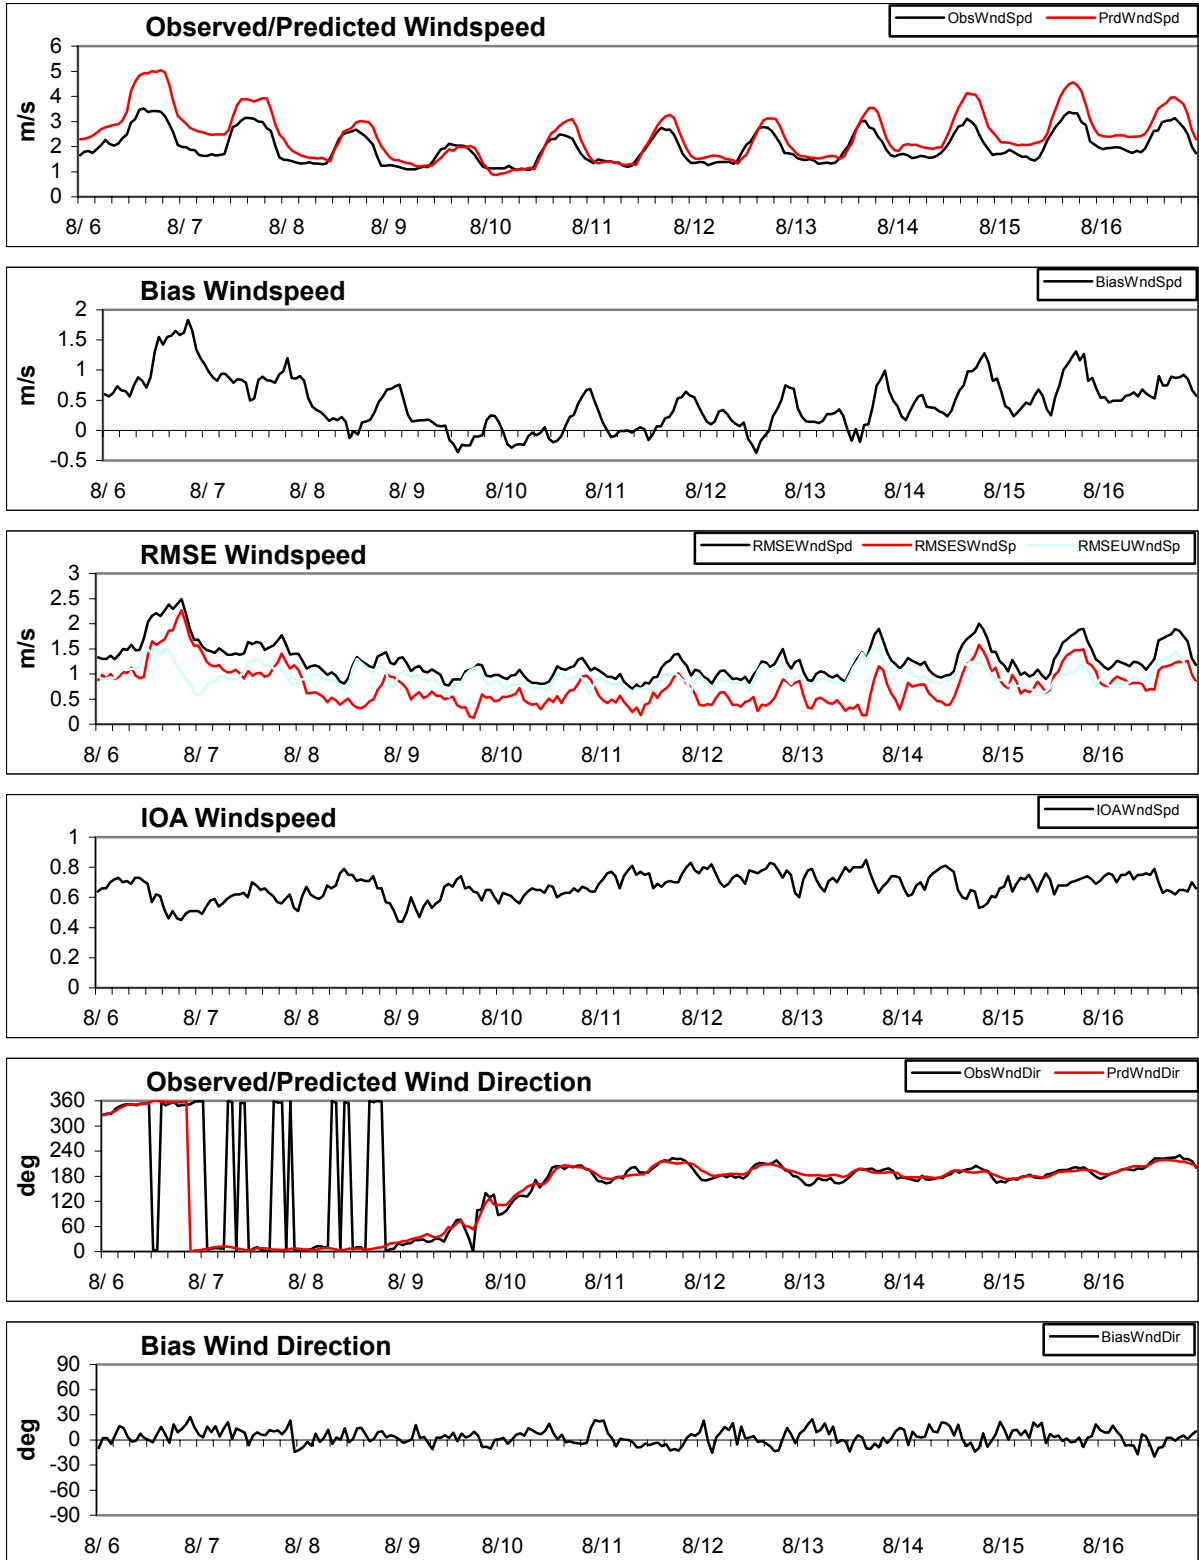 Observed/Predicted Windspeed
ObsWndSpd PrdWndSpd
m/s
6
5
4
3
2
1
0
8/ 6 8/ 7 8/ 8 8/ 9 8/10 8/11 8/12 8/13 8/14 8/15 8/16
Bias Windspeed
BiasWndSpd
m/s
2
1.5
1
0.5
0
-0.5
8/ 6 8/ 7 8/ 8 8/ 9 8/10 8/11 8/12 8/13 8/14 8/15 8/16
RMSE Windspeed
RMSEWndSpd RMSESWndSp RMSEUWndSp
m/s
3
2.5
2
1.5
1
0.5
0
8/ 6 8/ 7 8/ 8 8/ 9 8/10 8/11 8/12 8/13 8/14 8/15 8/16
IOA Windspeed
IOAWndSpd
1
0.8
0.6
0.4
0.2
0
8/ 6 8/ 7 8/ 8 8/ 9 8/10 8/11 8/12 8/13 8/14 8/15 8/16
Observed/Predicted Wind Direction
ObsWndDir PrdWndDir
deg
360
300
240
180
120
60
0
8/ 6 8/ 7 8/ 8 8/ 9 8/10 8/11 8/12 8/13 8/14 8/15 8/16
Bias Wind Direction
BiasWndDir
deg
90
60
30
0
-30
-60
-90
8/ 6 8/ 7 8/ 8 8/ 9 8/10 8/11 8/12 8/13 8/14 8/15 8/16